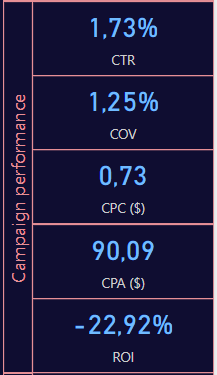 Campaign performance
1,73%
CTR
1,25%
COV
0,73
CPC ($)
90,09
CPA ($)
-22,92%
ROI